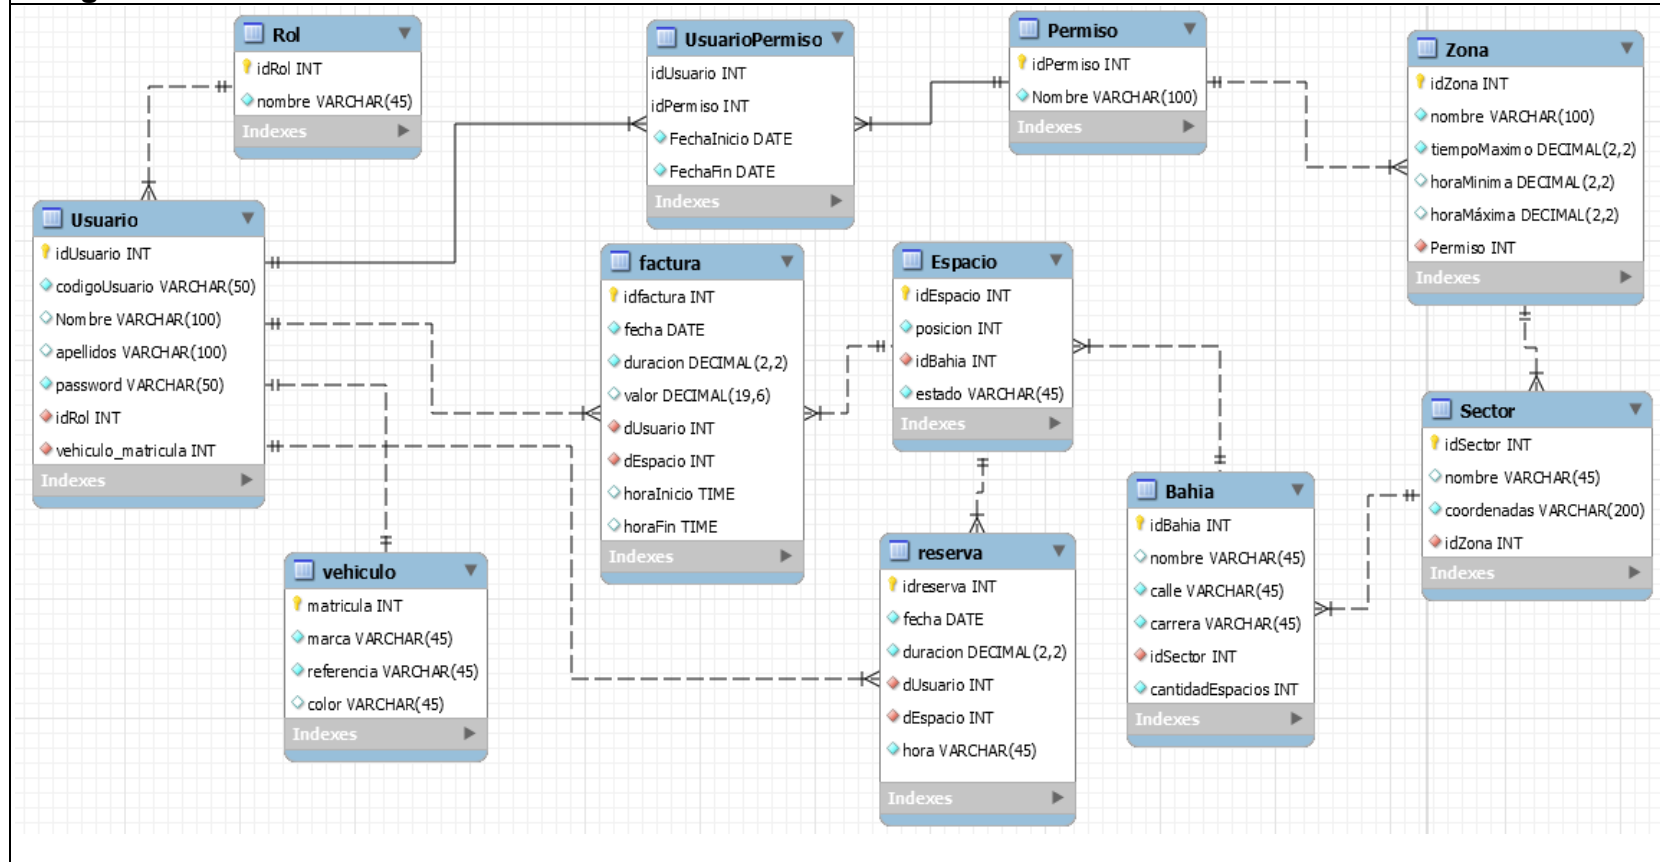 Rol
idRol INT
nombre VARCHAR(45)
Indexes
UsuarioPermiso
idUsuario INT
idPermiso INT
FechaInicio DATE
FechaFin DATE
Indexes
Permiso
idPermiso INT
Nombre VARCHAR(100)
Indexes
Zona
idZona INT
nombre VARCHAR(100)
tiempoMaximo DECIMAL(2,2)
horaMinima DECIMAL(2,2)
horaMáxima DECIMAL(2,2)
Permiso INT
Indexes
Usuario
idUsuario INT
codigoUsuario VARCHAR(50)
Nombre VARCHAR(100)
apellidos VARCHAR(100)
password VARCHAR(50)
idRol INT
vehiculo_matricula INT
Indexes
factura
idfactura INT
fecha DATE
duracion DECIMAL(2,2)
valor DECIMAL(19,6)
dUsuario INT
dEspacio INT
horaInicio TIME
horaFin TIME
Indexes
Espacio
idEspacio INT
posicion INT
idBahia INT
estado VARCHAR(45)
Indexes
Sector
idSector INT
nombre VARCHAR(45)
coordenadas VARCHAR(200)
idZona INT
Indexes
Bahia
idBahia INT
nombre VARCHAR(45)
calle VARCHAR(45)
carrera VARCHAR(45)
idSector INT
cantidadEspacios INT
Indexes
vehiculo
matricula INT
marca VARCHAR(45)
referencia VARCHAR(45)
color VARCHAR(45)
Indexes
reserva
idreserva INT
fecha DATE
duracion DECIMAL(2,2)
dUsuario INT
dEspacio INT
hora VARCHAR(45)
Indexes